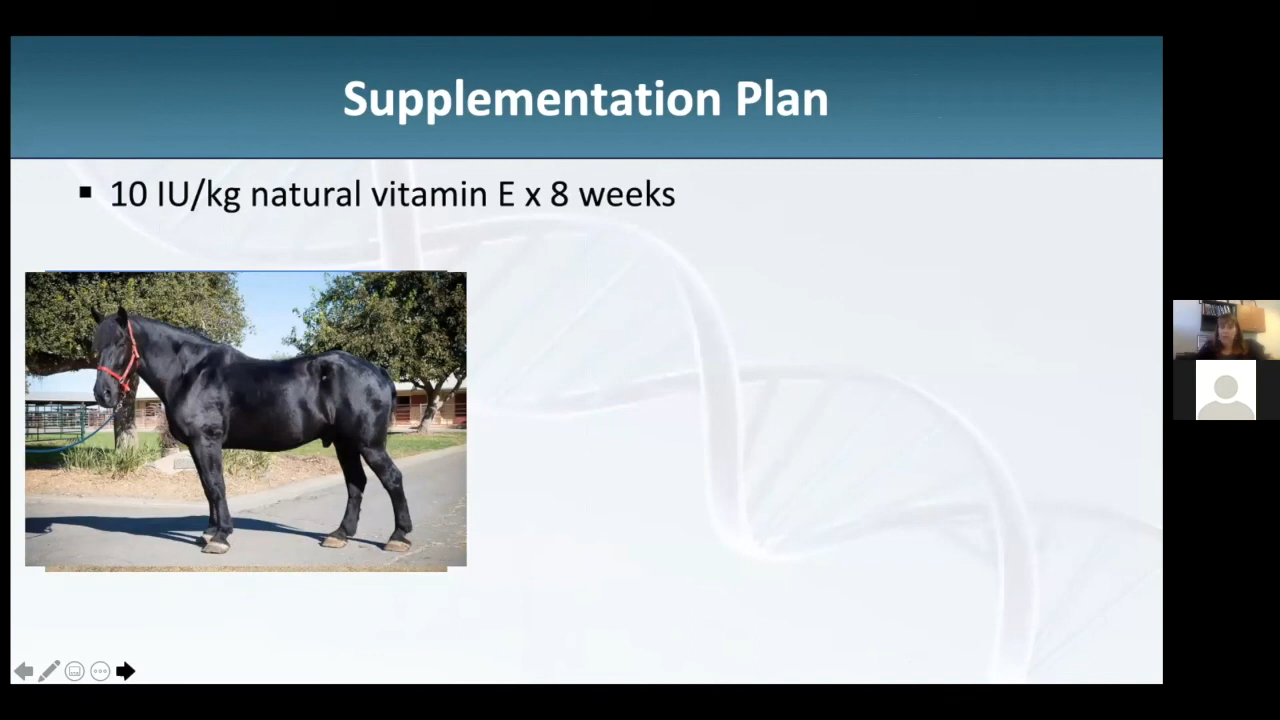 Supplementation Plan
▪ 10 IU/kg natural vitamin E x 8 weeks